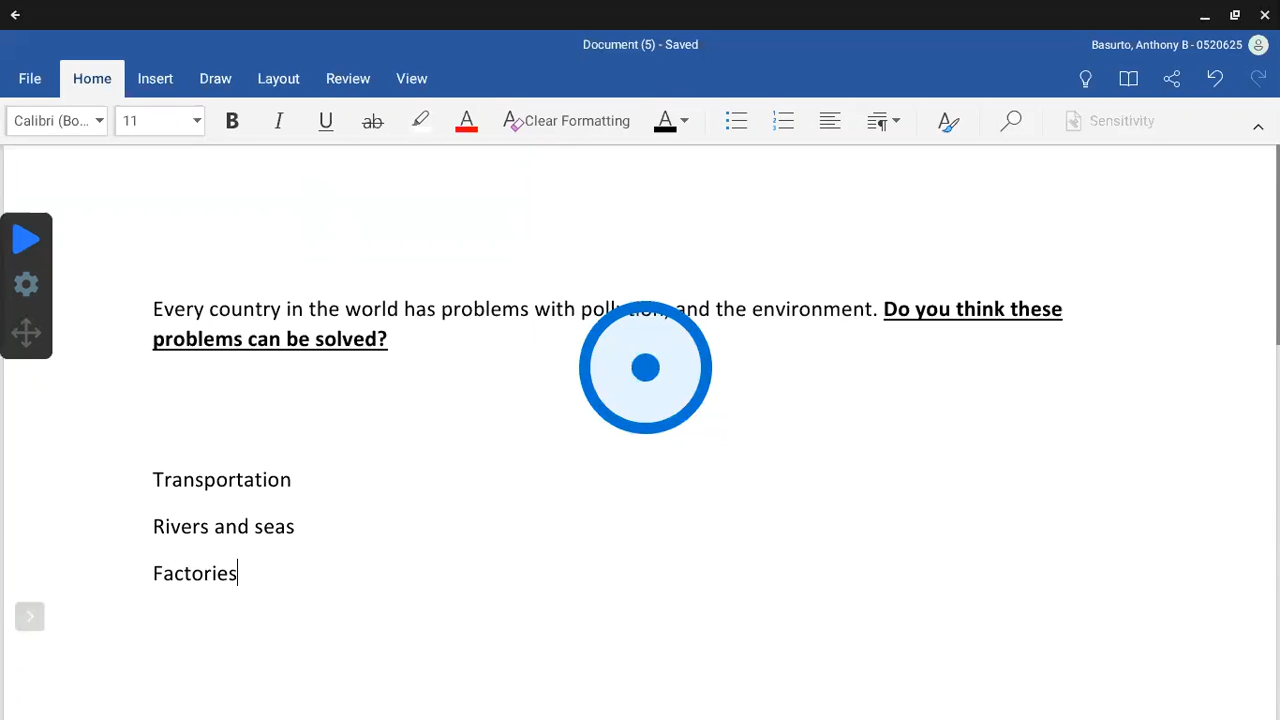 Document (5) - Saved
Basurto, Anthony B - 0520625
File Home Insert Draw Layout Review View
Calibri (Bo... 11 B I U ab A A Clear Formatting A Sensitivity
Every country in the world has problems with pollution, and the environment. Do you think these
problems can be solved?
Transportation
Rivers and seas
Factories